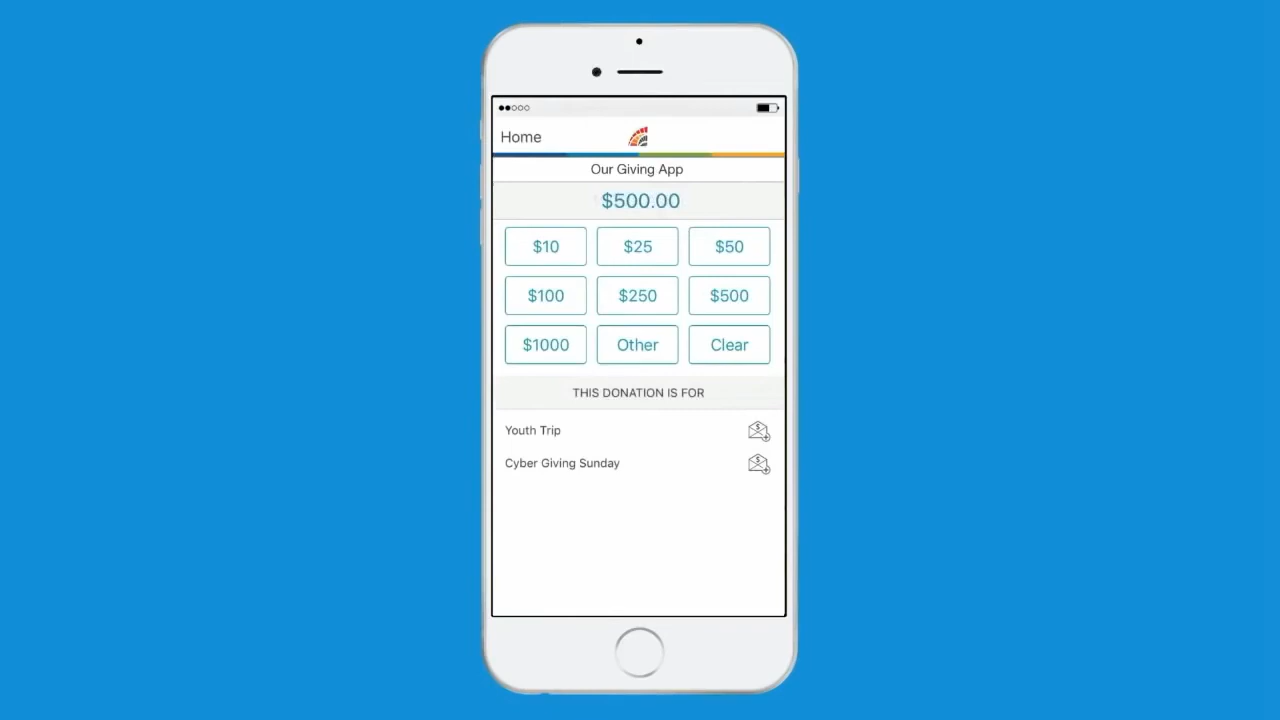 Home
Our Giving App
$500.00
$10 $25 $50
$100 $250 $500
$1000 Other Clear
THIS DONATION IS FOR
Youth Trip
Cyber Giving Sunday